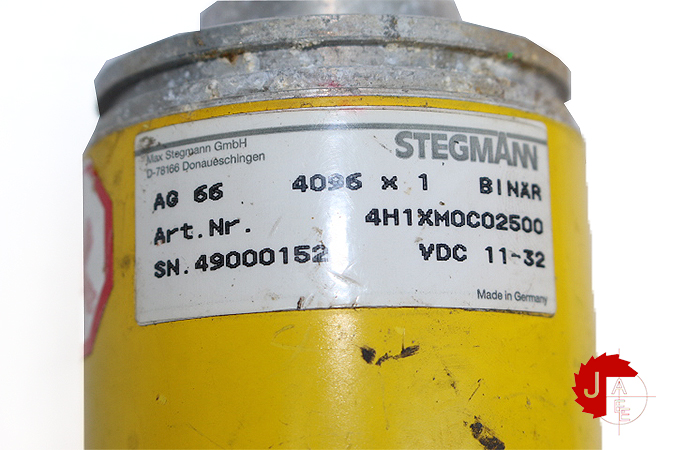 Max Stegmann GmbH
D-78166 Donaueschingen
STEGMANN
AG 66 4096 x 1 BINÄR
Art.Nr. 4H1XM0C02500
SN.49000152 VDC 11-32
Made in Germany
J